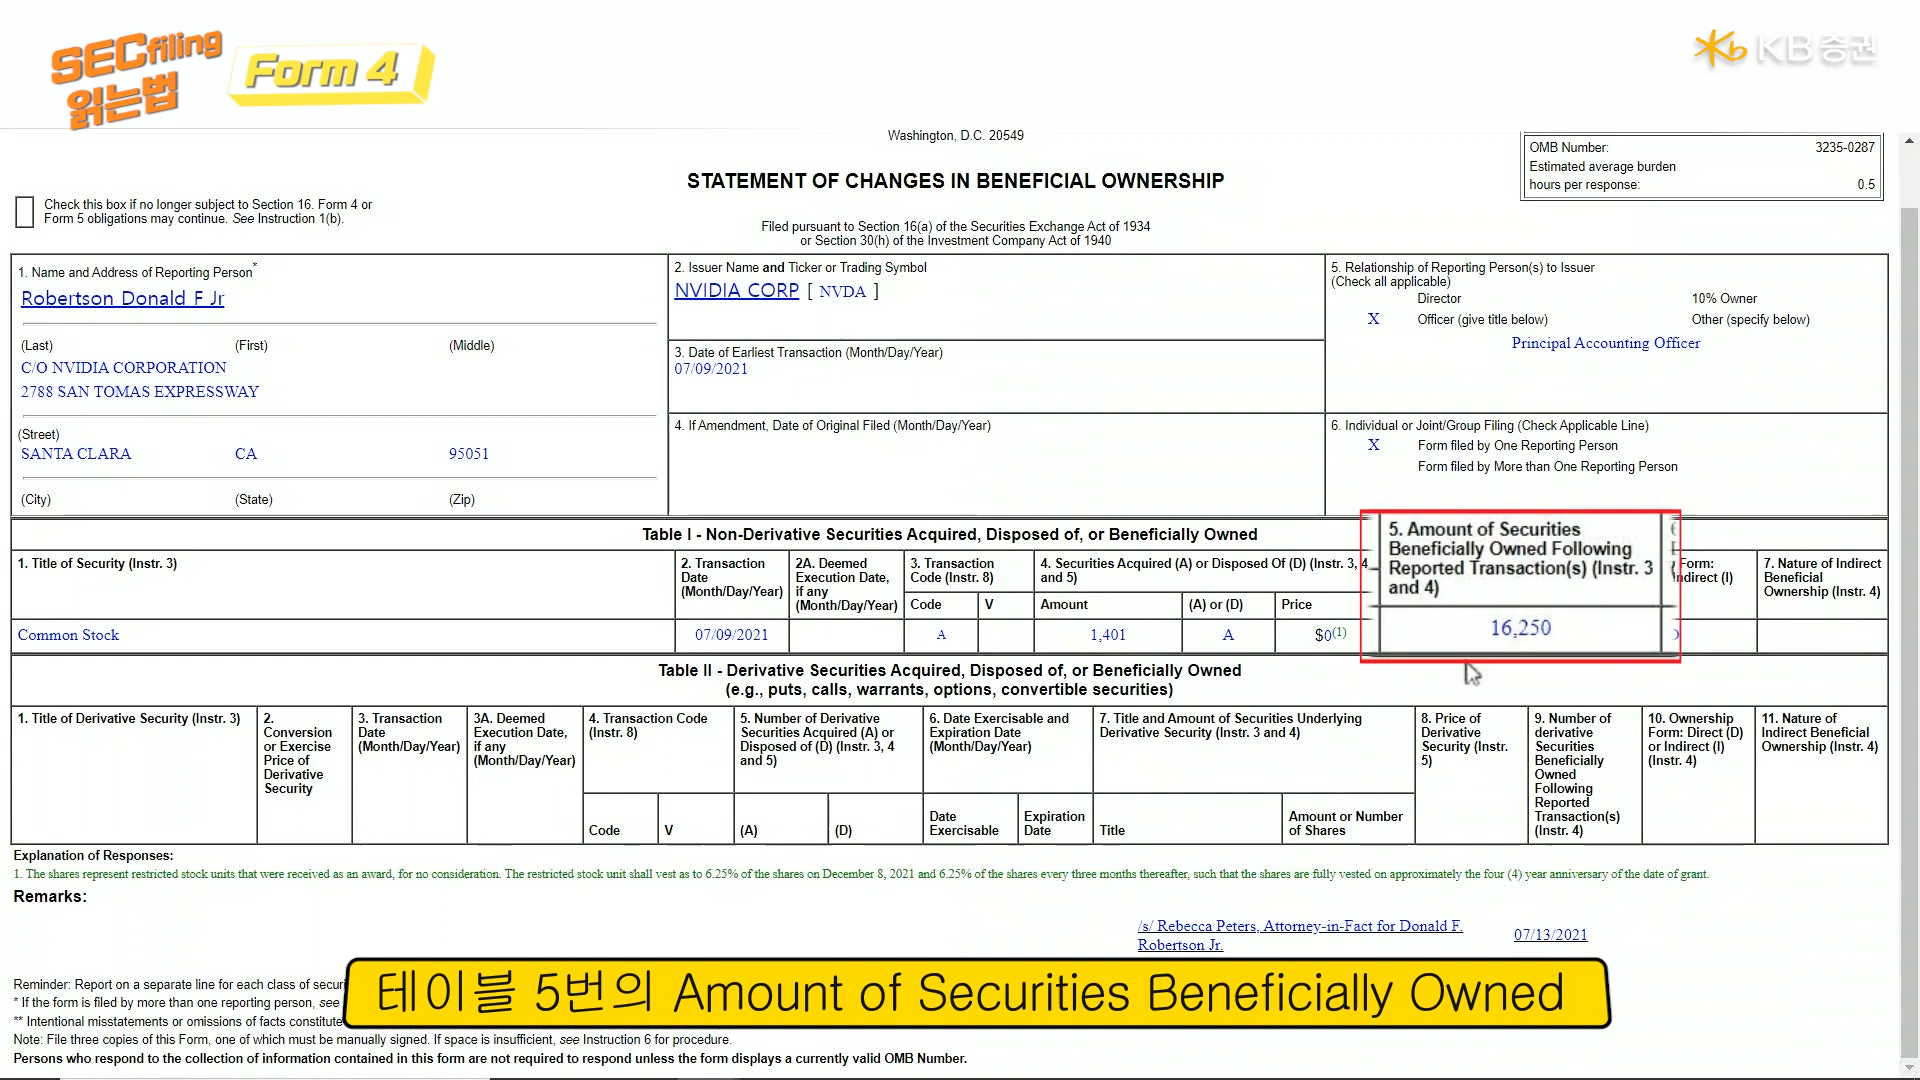 SECfiling
읽는법
Form 4
KB증권
Washington, D.C. 20549
OMB Number: 3235-0287
Estimated average burden
hours per response: 0.5
STATEMENT OF CHANGES IN BENEFICIAL OWNERSHIP
Check this box if no longer subject to Section 16. Form 4 or
Form 5 obligations may continue. See Instruction 1(b).
Filed pursuant to Section 16(a) of the Securities Exchange Act of 1934
or Section 30(h) of the Investment Company Act of 1940
1. Name and Address of Reporting Person*
Robertson Donald F Jr
(Last) (First) (Middle)
C/O NVIDIA CORPORATION
2788 SAN TOMAS EXPRESSWAY
(Street)
SANTA CLARA CA 95051
(City) (State) (Zip)
2. Issuer Name and Ticker or Trading Symbol
NVIDIA CORP [ NVDA ]
3. Date of Earliest Transaction (Month/Day/Year)
07/09/2021
4. If Amendment, Date of Original Filed (Month/Day/Year)
5. Relationship of Reporting Person(s) to Issuer
(Check all applicable)
Director 10% Owner
X Officer (give title below) Other (specify below)
Principal Accounting Officer
6. Individual or Joint/Group Filing (Check Applicable Line)
X Form filed by One Reporting Person
Form filed by More than One Reporting Person
Table I - Non-Derivative Securities Acquired, Disposed of, or Beneficially Owned
1. Title of Security (Instr. 3)
2. Transaction
Date
(Month/Day/Year)
2A. Deemed
Execution Date,
if any
(Month/Day/Year)
3. Transaction
Code (Instr. 8)
4. Securities Acquired (A) or Disposed Of (D) (Instr. 3, 4
and 5)
5. Amount of Securities
Beneficially Owned Following
Reported Transaction(s) (Instr. 3
and 4)
Form:
Indirect (I)
7. Nature of Indirect
Beneficial
Ownership (Instr. 4)
Code V Amount (A) or (D) Price
Common Stock 07/09/2021 A 1,401 A $0(1) 16,250
Table II - Derivative Securities Acquired, Disposed of, or Beneficially Owned
(e.g., puts, calls, warrants, options, convertible securities)
1. Title of Derivative Security (Instr. 3)
2.
Conversion
or Exercise
Price of
Derivative
Security
3. Transaction
Date
(Month/Day/Year)
3A. Deemed
Execution Date,
if any
(Month/Day/Year)
4. Transaction Code
(Instr. 8)
5. Number of Derivative
Securities Acquired (A) or
Disposed of (D) (Instr. 3, 4
and 5)
6. Date Exercisable and
Expiration Date
(Month/Day/Year)
7. Title and Amount of Securities Underlying
Derivative Security (Instr. 3 and 4)
8. Price of
Derivative
Security (Instr.
5)
9. Number of
derivative
Securities
Beneficially
Owned
Following
Reported
Transaction(s)
(Instr. 4)
10. Ownership
Form: Direct (D)
or Indirect (I)
(Instr. 4)
11. Nature of
Indirect Beneficial
Ownership (Instr. 4)
Code V (A) (D)
Date
Exercisable
Expiration
Date
Title
Amount or Number
of Shares
Explanation of Responses:
1. The shares represent restricted stock units that were received as an award, for no consideration. The restricted stock unit shall vest as to 6.25% of the shares on December 8, 2021 and 6.25% of the shares every three months thereafter, such that the shares are fully vested on approximately the four (4) year anniversary of the date of grant.
Remarks:
/s/ Rebecca Peters, Attorney-in-Fact for Donald F.
Robertson Jr.
07/13/2021
Reminder: Report on a separate line for each class of securi
* If the form is filed by more than one reporting person, see
** Intentional misstatements or omissions of facts constitute
테이블 5번의 Amount of Securities Beneficially Owned
Note: File three copies of this Form, one of which must be manually signed. If space is insufficient, see Instruction 6 for procedure.
Persons who respond to the collection of information contained in this form are not required to respond unless the form displays a currently valid OMB Number.